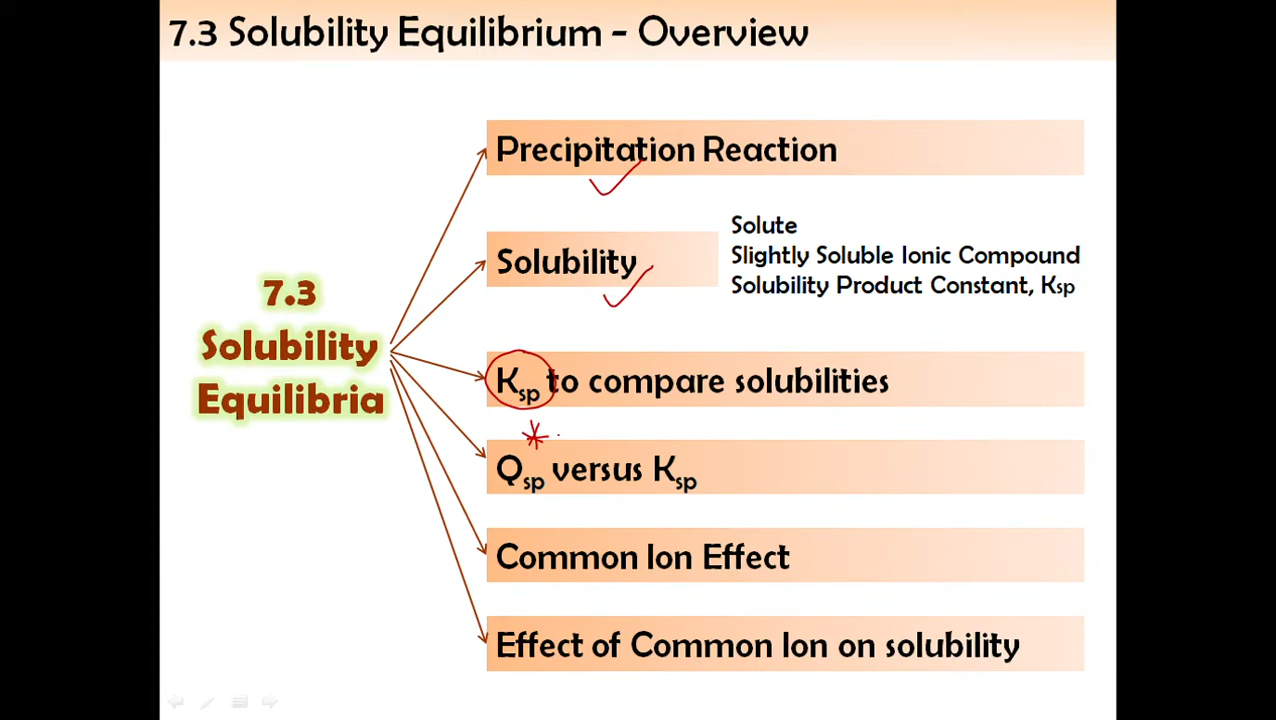 7.3 Solubility Equilibrium - Overview
Precipitation Reaction
Solubility
Solute
Slightly Soluble Ionic Compound
Solubility Product Constant, Ksp
7.3
Solubility
Equilibria
Ksp to compare solubilities
*
Qsp versus Ksp
Common Ion Effect
Effect of Common Ion on solubility